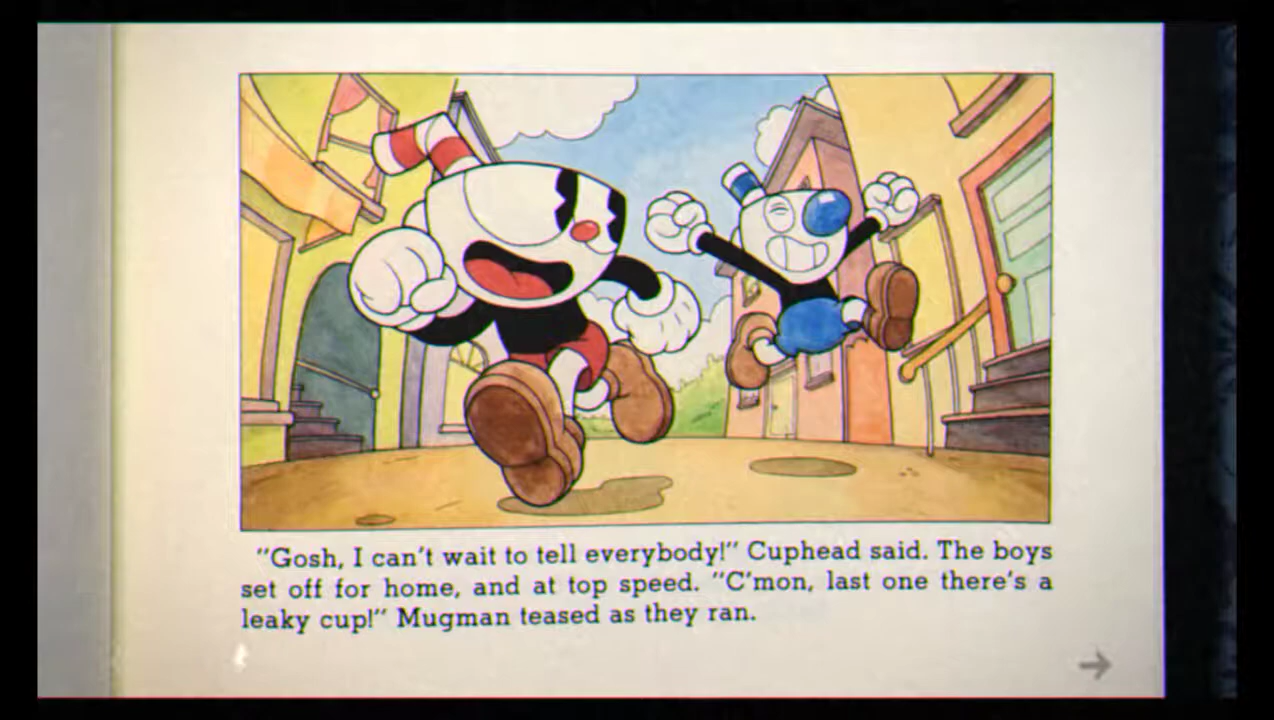 "Gosh, I can't wait to tell everybody!" Cuphead said. The boys
set off for home, and at top speed. "C'mon, last one there's a
leaky cup!" Mugman teased as they ran.